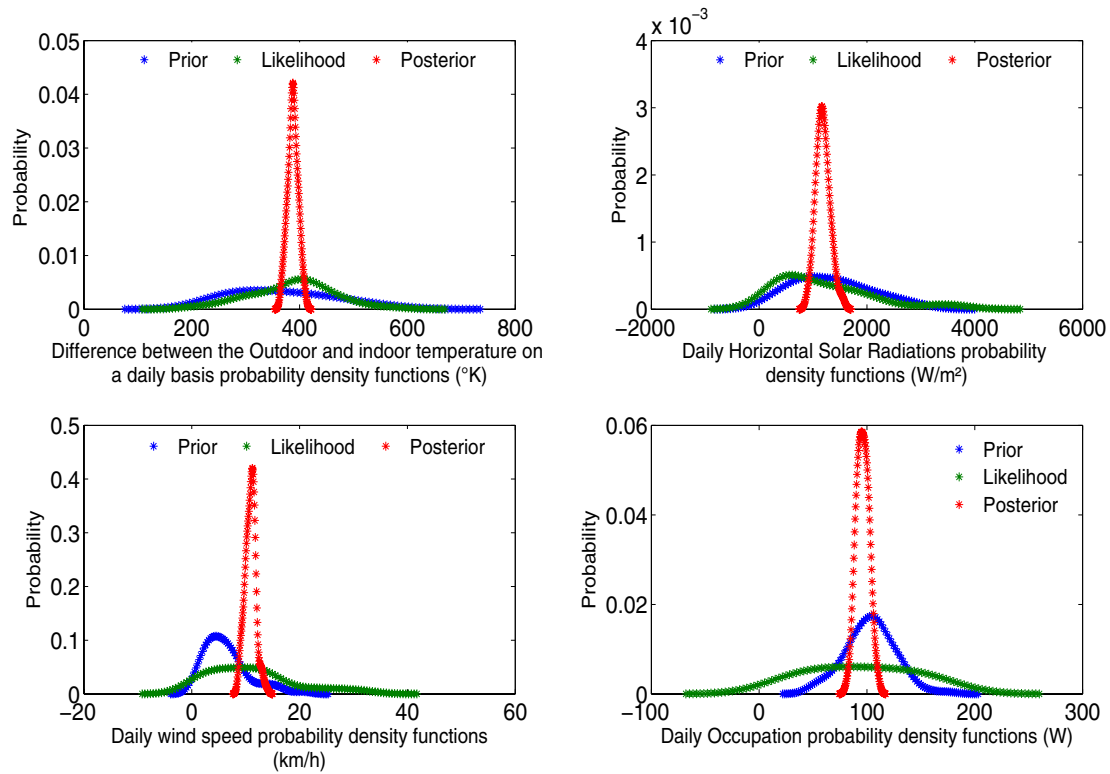 0.05
0.04
0.03
0.02
0.01
0
Probability
* Prior * Likelihood * Posterior
0 200 400 600 800
Difference between the Outdoor and indoor temperature on
a daily basis probability density functions (°K)
x 10⁻³
4
3
2
1
0
Probability
* Prior * Likelihood * Posterior
−2000 0 2000 4000 6000
Daily Horizontal Solar Radiations probability
density functions (W/m²)
0.5
0.4
0.3
0.2
0.1
0
Probability
* Prior * Likelihood * Posterior
−20 0 20 40 60
Daily wind speed probability density functions
(km/h)
0.06
0.04
0.02
0
Probability
* Prior
* Likelihood
* Posterior
−100 0 100 200 300
Daily Occupation probability density functions (W)